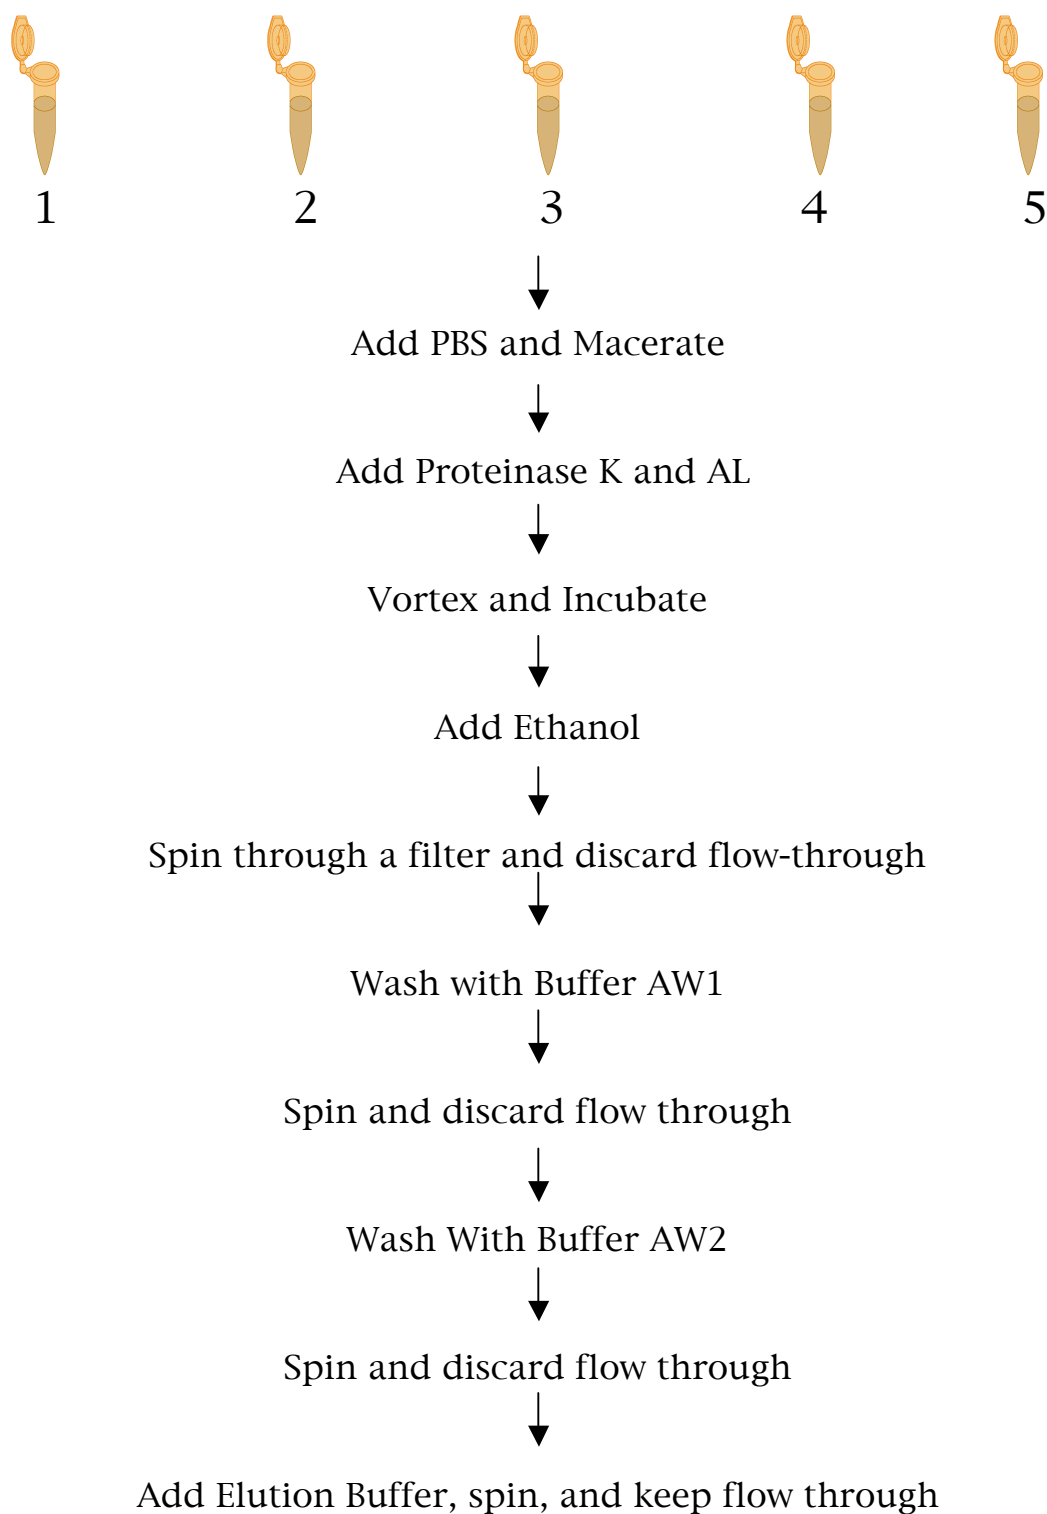 1 2 3 4 5
Add PBS and Macerate
Add Proteinase K and AL
Vortex and Incubate
Add Ethanol
Spin through a filter and discard flow-through
Wash with Buffer AW1
Spin and discard flow through
Wash With Buffer AW2
Spin and discard flow through
Add Elution Buffer, spin, and keep flow through